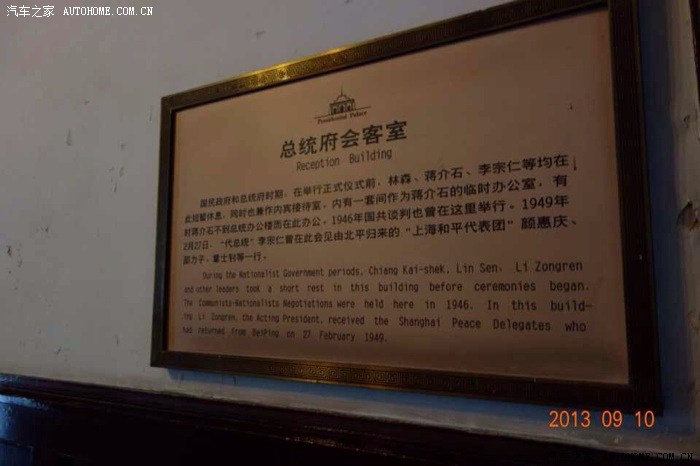 汽车之家 AUTOHOME.COM.CN
Presidential Palace
总统府会客室
Reception Building
国民政府和总统府时期，在举行正式仪式前，林森、蒋介石、李宗仁等均在
此短暂休息，同时也兼作内宾接待室。内有一套间作为蒋介石的临时办公室，有
时蒋介石不到总统办公楼而在此办公。1946年国共谈判也曾在这里举行。1949年
2月27日，“代总统”李宗仁曾在此会见由北平归来的“上海和平代表团”颜惠庆、
邵力子、章士钊等一行。
During the Nationalist Government periods, Chiang Kai-shek, Lin Sen, Li Zongren
and other leaders took a short rest in this building before ceremonies began.
The Communists-Nationalists Negotiations were held here in 1946. In this build-
ing Li Zongren, the Acting President, received the Shanghai Peace Delegates who
had returned from BeiPing on 27 February 1949.
2013 09 10
汽车之家 AUTOHOME.COM.CN